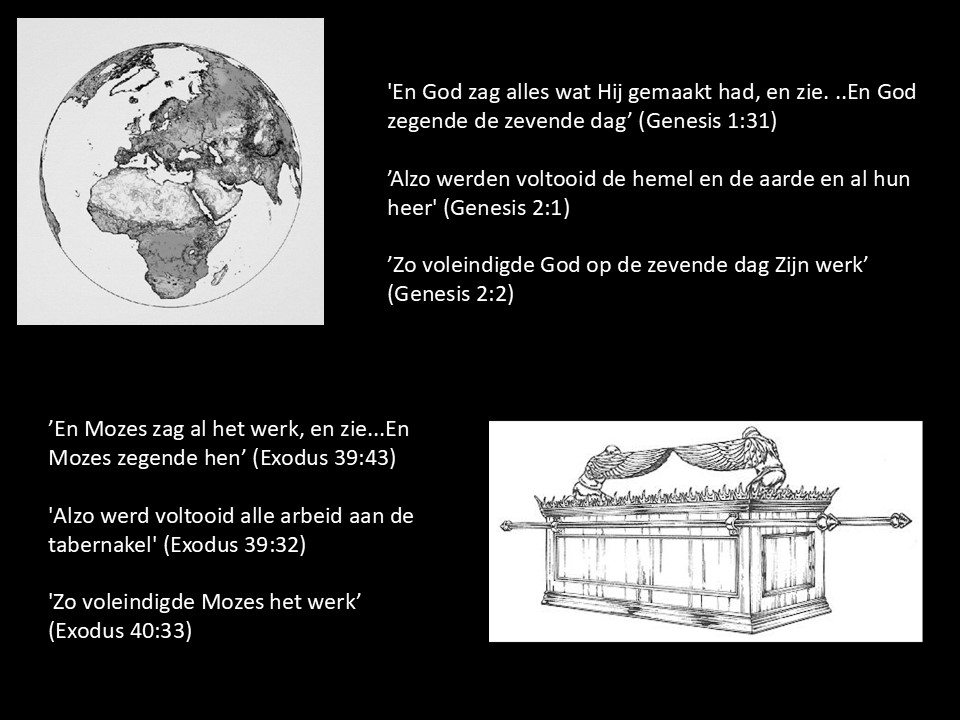 'En God zag alles wat Hij gemaakt had, en zie. ..En God
zegende de zevende dag’ (Genesis 1:31)
’Alzo werden voltooid de hemel en de aarde en al hun
heer' (Genesis 2:1)
’Zo voleindigde God op de zevende dag Zijn werk’
(Genesis 2:2)
’En Mozes zag al het werk, en zie...En
Mozes zegende hen’ (Exodus 39:43)
'Alzo werd voltooid alle arbeid aan de
tabernakel' (Exodus 39:32)
'Zo voleindigde Mozes het werk’
(Exodus 40:33)